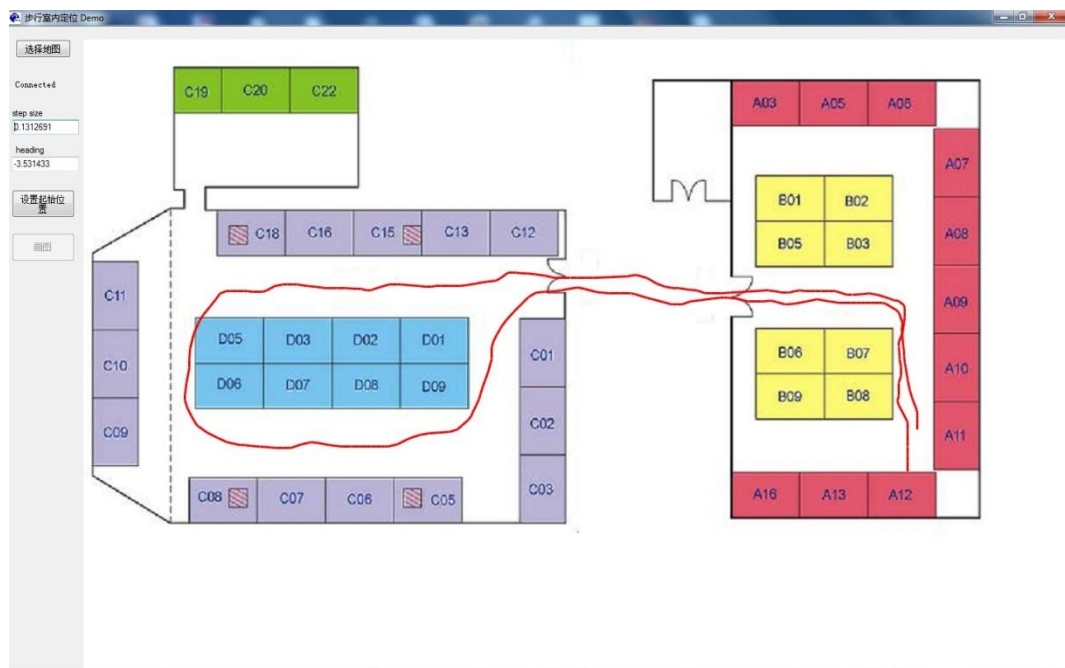 步行室内定位 Demo
选择地图
Connected
step size
0.1312691
heading
-3.531433
设置起始位
置
画图
C19 C20 C22
A03 A05 A06
A07
B01 B02
C18 C16 C15 C13 C12
A08
B05 B03
C11
A09
D05 D03 D02 D01
C01
B06 B07
C10
A10
D06 D07 D08 D09
B09 B08
C02
C09
A11
C08 C07 C06 C05
C03
A16 A13 A12